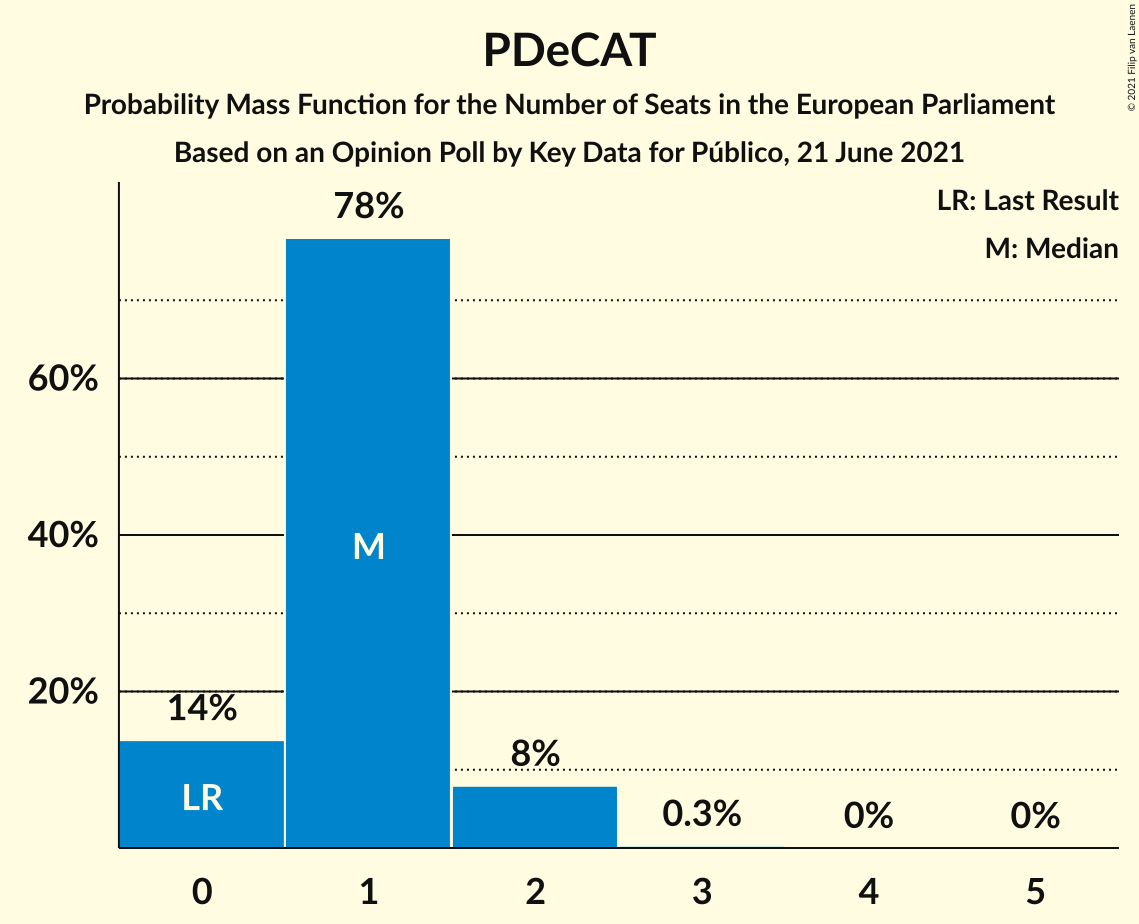 PDeCAT
Probability Mass Function for the Number of Seats in the European Parliament
Based on an Opinion Poll by Key Data for Público, 21 June 2021
© 2021 Filip van Laenen
LR: Last Result
M: Median
78%
60%
40%
20%
14%
8%
0.3%
0%
0%
M
LR
0
1
2
3
4
5